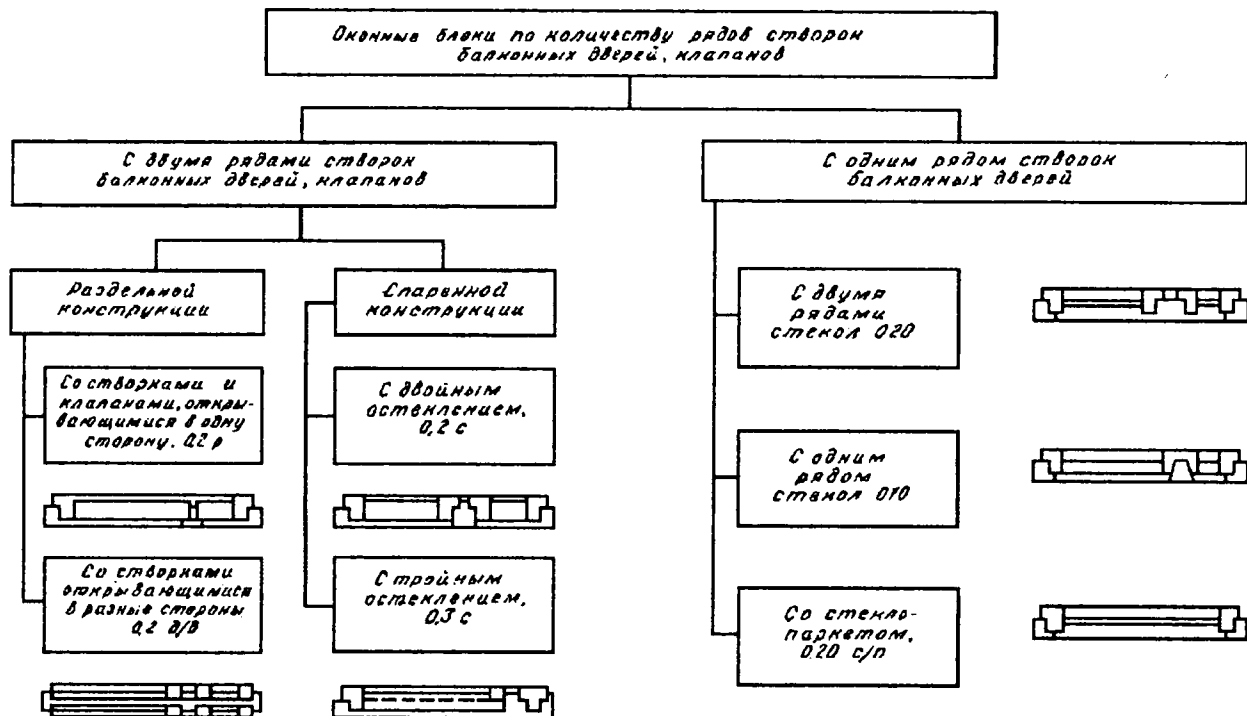 Оконные блоки по количеству рядов створок
балконных дверей, клапанов
С двумя рядами створок
балконных дверей, клапанов
С одним рядом створок
балконных дверей
Раздельной
конструкции
Спаренной
конструкции
С двумя
рядами
стекол 020
Со створками и
клапанами, откры-
вающимися в одну
сторону, 0.2 р
С двойным
остеклением,
0,2 с
С одним
рядом
стекол 010
Со створками
открывающимися
в разные стороны
0.2 д/в
С тройным
остеклением,
0,3 с
Со стекло-
паркетом,
0.20 с/п